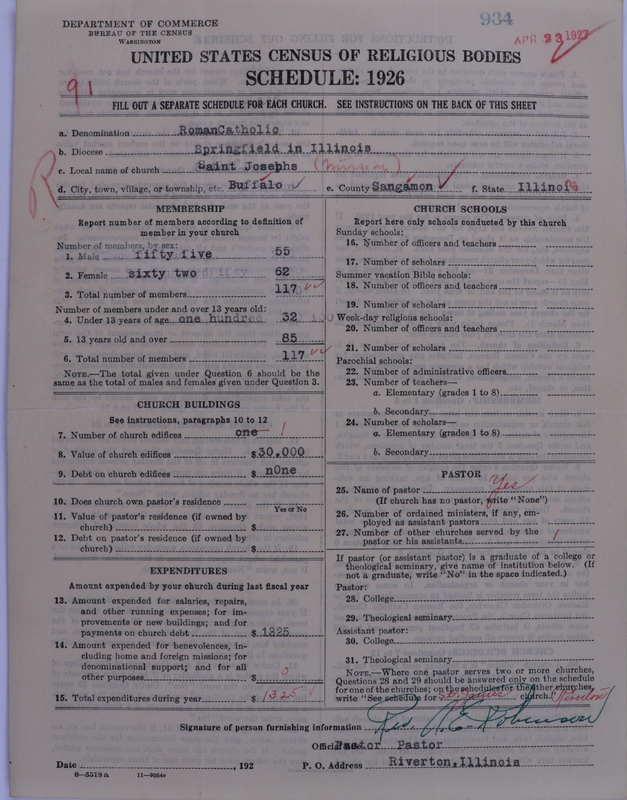 934
DEPARTMENT OF COMMERCE
BUREAU OF THE CENSUS
WASHINGTON
APR 23 1927
UNITED STATES CENSUS OF RELIGIOUS BODIES
SCHEDULE: 1926
91
FILL OUT A SEPARATE SCHEDULE FOR EACH CHURCH. SEE INSTRUCTIONS ON THE BACK OF THIS SHEET
a. Denomination RomanCatholic
b. Diocese Springfield in Illinois
c. Local name of church Saint Josephs (Mission)
R
d. City, town, village, or township, etc. Buffalo e. County Sangamon f. State Illinois
MEMBERSHIP
Report number of members according to definition of
member in your church
Number of members, by sex:
1. Male fifty five 55
2. Female sixty two 62
3. Total number of members 117
Number of members under and over 13 years old:
4. Under 13 years of age one hundred 32
5. 13 years old and over 85
6. Total number of members 117
NOTE.—The total given under Question 6 should be the
same as the total of males and females given under Question 3.
CHURCH BUILDINGS
See instructions, paragraphs 10 to 12
7. Number of church edifices one 1
8. Value of church edifices $30.000
9. Debt on church edifices $ nOne
10. Does church own pastor's residence
Yes or No
11. Value of pastor's residence (if owned by
church) $
12. Debt on pastor's residence (if owned by
church) $
EXPENDITURES
Amount expended by your church during last fiscal year
13. Amount expended for salaries, repairs,
and other running expenses; for im-
provements or new buildings; and for
payments on church debt $ 1325
14. Amount expended for benevolences, in-
cluding home and foreign missions; for
denominational support; and for all
other purposes $ 0
15. Total expenditures during year $ 1325
CHURCH SCHOOLS
Report here only schools conducted by this church
Sunday schools:
16. Number of officers and teachers
17. Number of scholars
Summer vacation Bible schools:
18. Number of officers and teachers
19. Number of scholars
Week-day religious schools:
20. Number of officers and teachers
21. Number of scholars
Parochial schools:
22. Number of administrative officers
23. Number of teachers—
a. Elementary (grades 1 to 8)
b. Secondary
24. Number of scholars—
a. Elementary (grades 1 to 8)
b. Secondary
PASTOR
25. Name of pastor Yes
(If church has no pastor, write "None")
26. Number of ordained ministers, if any, em-
ployed as assistant pastors
27. Number of other churches served by the
pastor or his assistants 1
If pastor (or assistant pastor) is a graduate of a college or
theological seminary, give name of institution below. (If
not a graduate, write "No" in the space indicated.)
Pastor:
28. College
29. Theological seminary
Assistant pastor:
30. College
31. Theological seminary
NOTE.—Where one pastor serves two or more churches,
Questions 28 and 29 should be answered only on the schedule
for one of the churches; on the schedules for the other churches
write "See schedule for St James church." Riverton
Signature of person furnishing information Rev. Robinson
Official Pastor Pastor
Date , 192 P. O. Address Riverton, Illinois
8-5518a 11-9054a